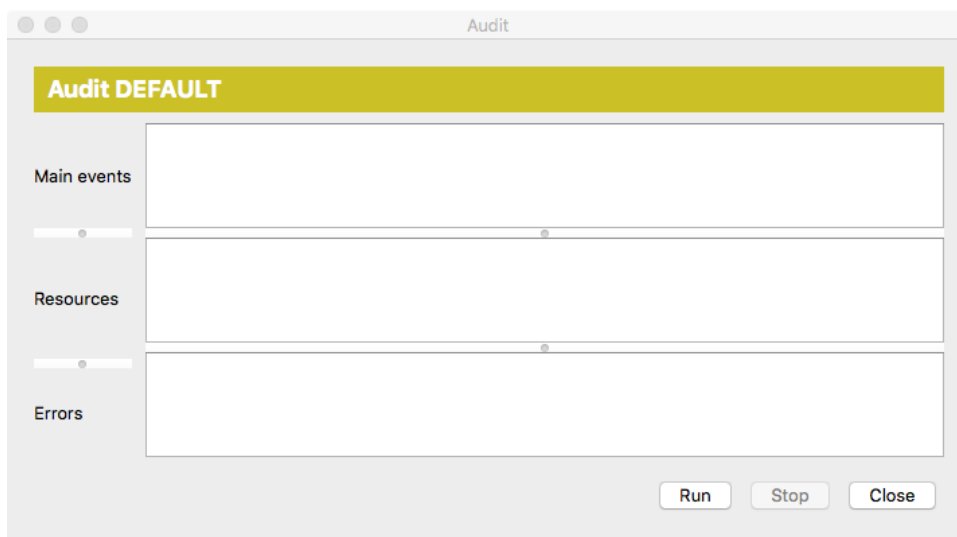 Audit
Audit DEFAULT
Main events
Resources
Errors
Run Stop Close